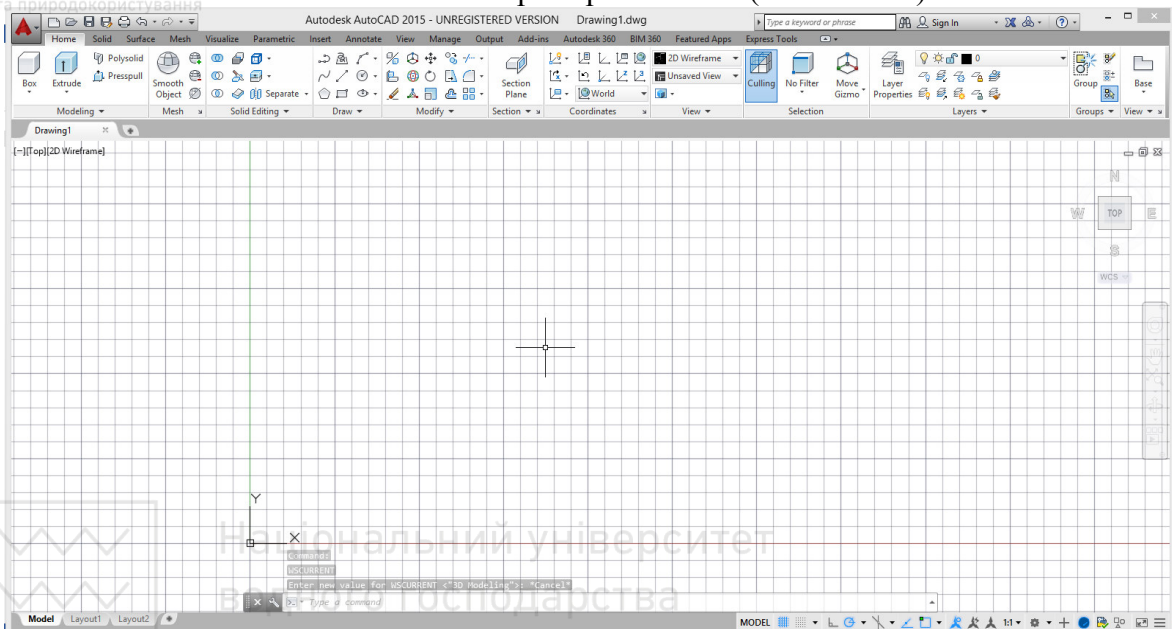 та природокористування
Autodesk AutoCAD 2015 - UNREGISTERED VERSION Drawing1.dwg
Type a keyword or phrase
Sign In
Home Solid Surface Mesh Visualize Parametric Insert Annotate View Manage Output Add-ins Autodesk 360 BIM 360 Featured Apps Express Tools
Box
Extrude
Polysolid
Presspull
Smooth Object
Separate
Section Plane
World
2D Wireframe
Unsaved View
Culling
No Filter
Move Gizmo
Layer Properties
0
Group
Base
Modeling Mesh Solid Editing Draw Modify Section Coordinates View Selection Layers Groups View
Drawing1
[−][Top][2D Wireframe]
N
W TOP E
S
WCS
Y
X
Національний університет
Command:
WSCURRENT
Enter new value for WSCURRENT <"3D Modeling">: *Cancel*
водного господарства
Type a command
Model Layout1 Layout2
MODEL
1:1